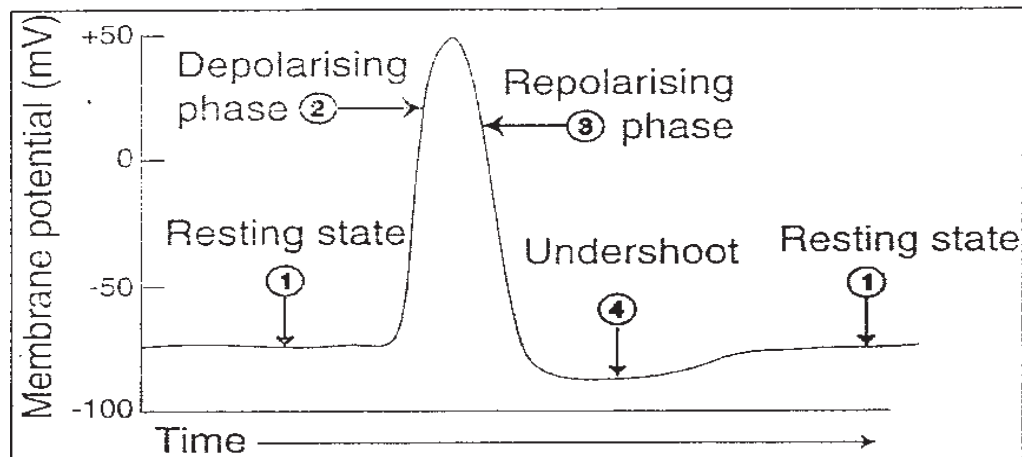 Membrane potential (mV)
+50
0
-50
-100
Depolarising
phase ②
Repolarising
③ phase
Resting state
①
Undershoot
④
Resting state
①
Time